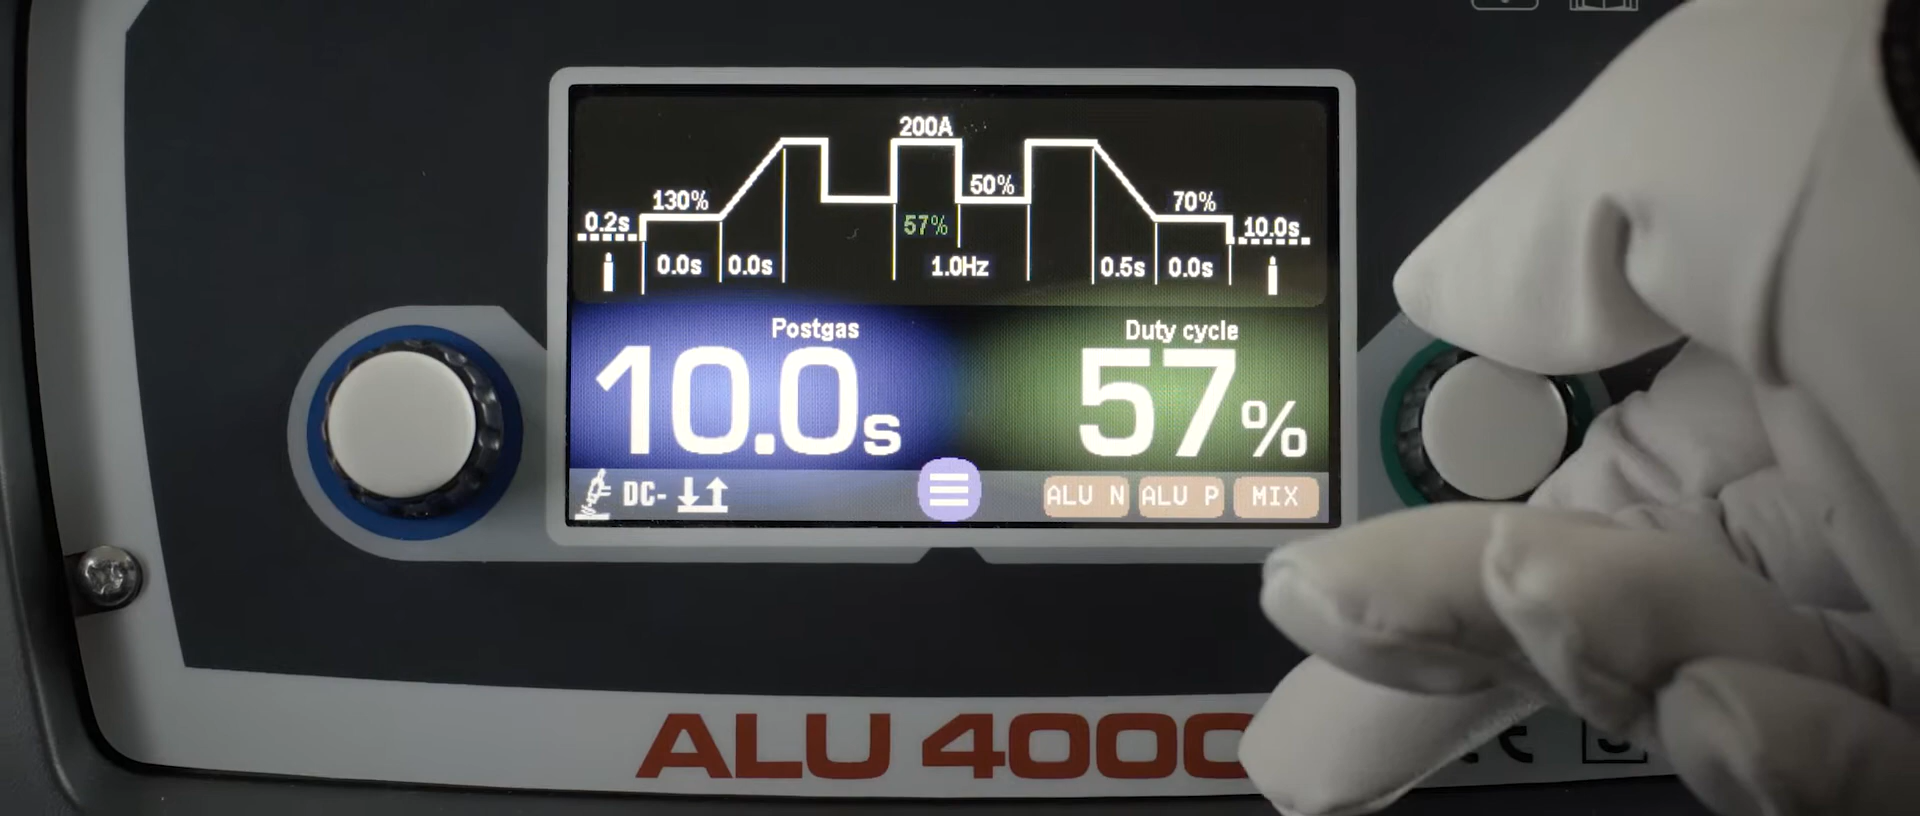 200A
130% 50% 70%
0.2s 57% 10.0s
0.0s 0.0s 1.0Hz 0.5s 0.0s
Postgas Duty cycle
10.0s 57%
DC- ALU N ALU P MIX
ALU 4000
CE